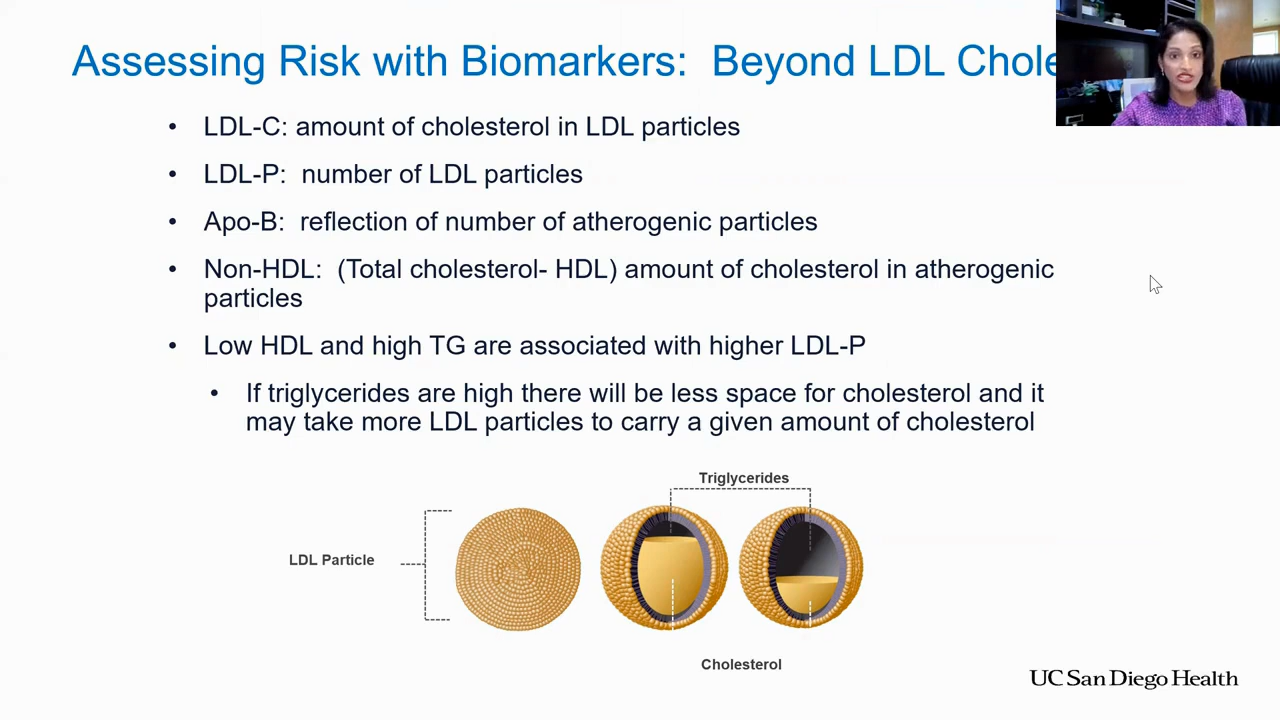 Assessing Risk with Biomarkers:  Beyond LDL Chole
• LDL-C: amount of cholesterol in LDL particles
• LDL-P:  number of LDL particles
• Apo-B:  reflection of number of atherogenic particles
• Non-HDL:  (Total cholesterol- HDL) amount of cholesterol in atherogenic
particles
• Low HDL and high TG are associated with higher LDL-P
• If triglycerides are high there will be less space for cholesterol and it
may take more LDL particles to carry a given amount of cholesterol
Triglycerides
LDL Particle
Cholesterol
UC San Diego Health